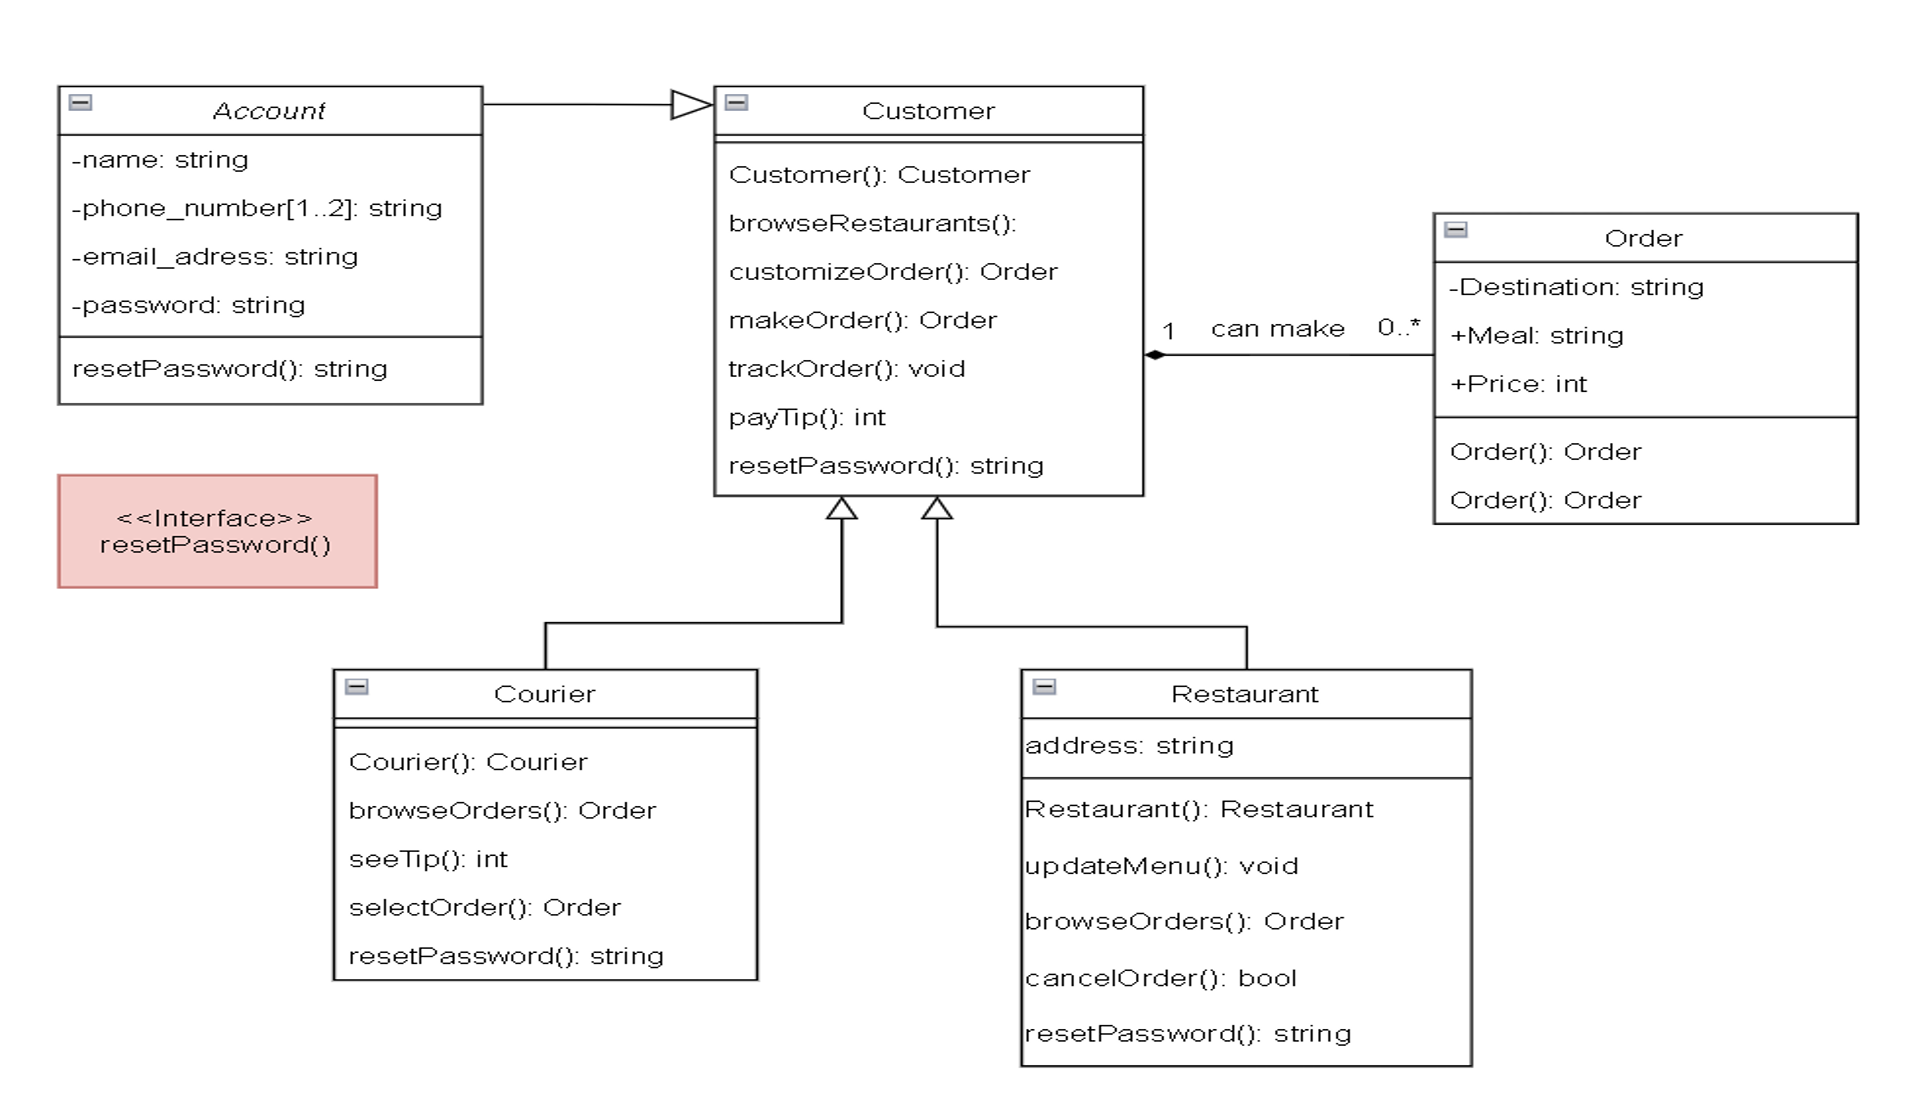 Account
-name: string
-phone_number[1..2]: string
-email_adress: string
-password: string
resetPassword(): string
Customer
Customer(): Customer
browseRestaurants():
customizeOrder(): Order
makeOrder(): Order
trackOrder(): void
payTip(): int
resetPassword(): string
1 can make 0..*
Order
-Destination: string
+Meal: string
+Price: int
Order(): Order
Order(): Order
<<Interface>>
resetPassword()
Courier
Courier(): Courier
browseOrders(): Order
seeTip(): int
selectOrder(): Order
resetPassword(): string
Restaurant
address: string
Restaurant(): Restaurant
updateMenu(): void
browseOrders(): Order
cancelOrder(): bool
resetPassword(): string